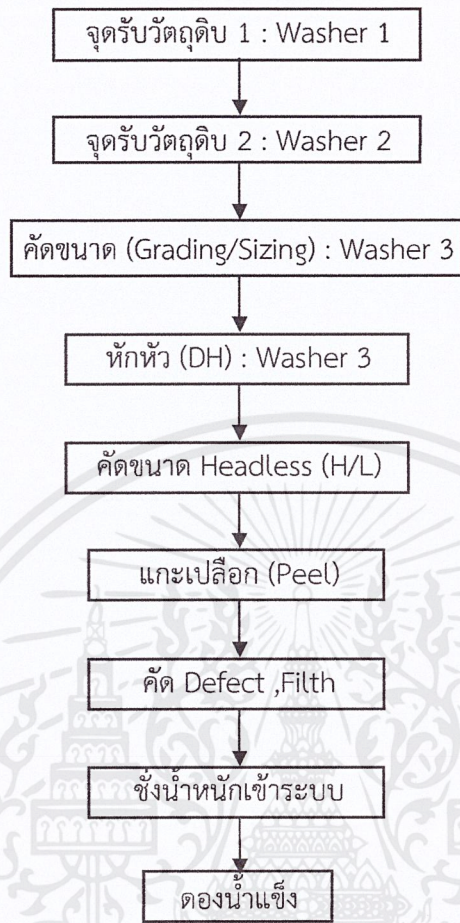 จุดรับวัตถุดิบ 1 : Washer 1
จุดรับวัตถุดิบ 2 : Washer 2
คัดขนาด (Grading/Sizing) : Washer 3
หักหัว (DH) : Washer 3
คัดขนาด Headless (H/L)
แกะเปลือก (Peel)
คัด Defect ,Filth
ชั่งน้ำหนักเข้าระบบ
ดองน้ำแข็ง